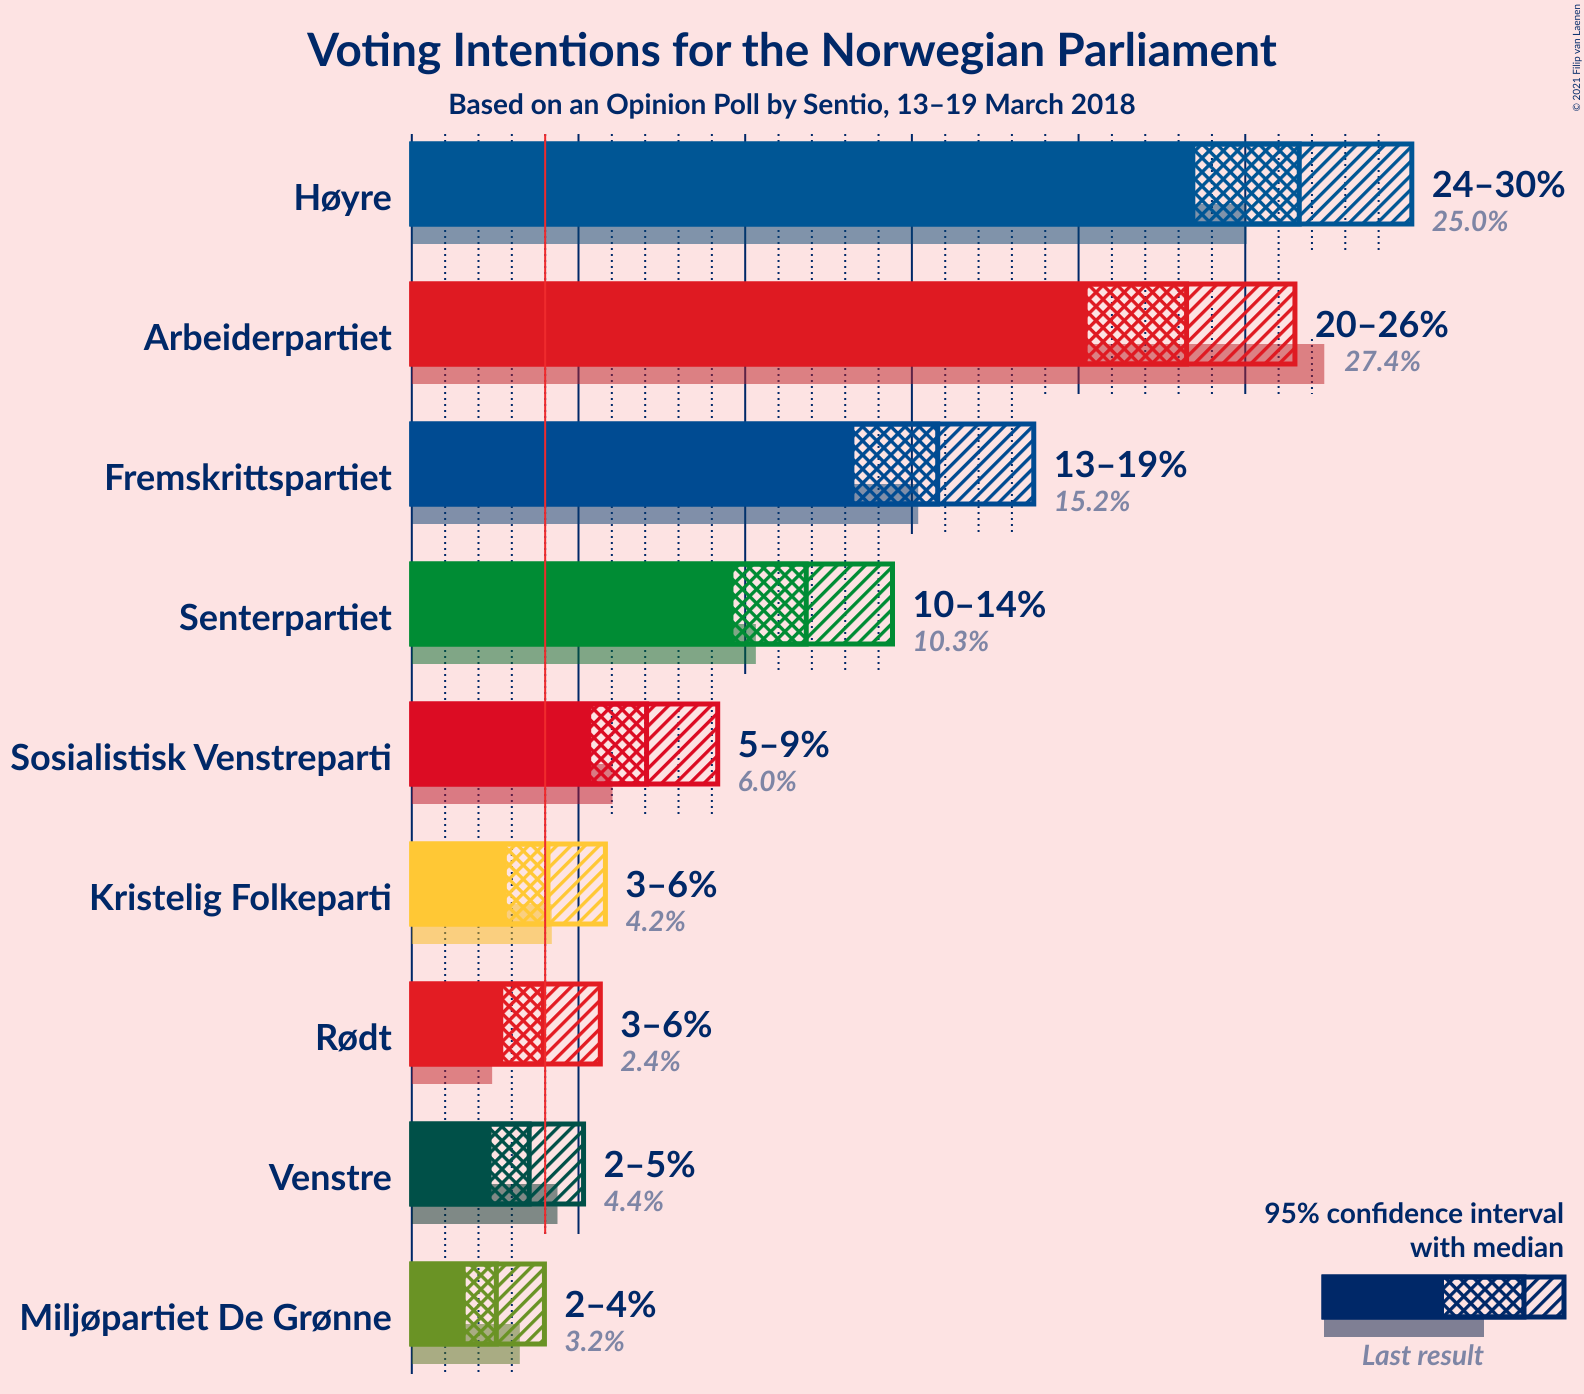 Voting Intentions for the Norwegian Parliament
Based on an Opinion Poll by Sentio, 13–19 March 2018
© 2021 Filip van Laenen
Høyre
24–30%
25.0%
Arbeiderpartiet
20–26%
27.4%
Fremskrittspartiet
13–19%
15.2%
Senterpartiet
10–14%
10.3%
Sosialistisk Venstreparti
5–9%
6.0%
Kristelig Folkeparti
3–6%
4.2%
Rødt
3–6%
2.4%
Venstre
2–5%
4.4%
Miljøpartiet De Grønne
2–4%
3.2%
95% confidence interval
with median
Last result